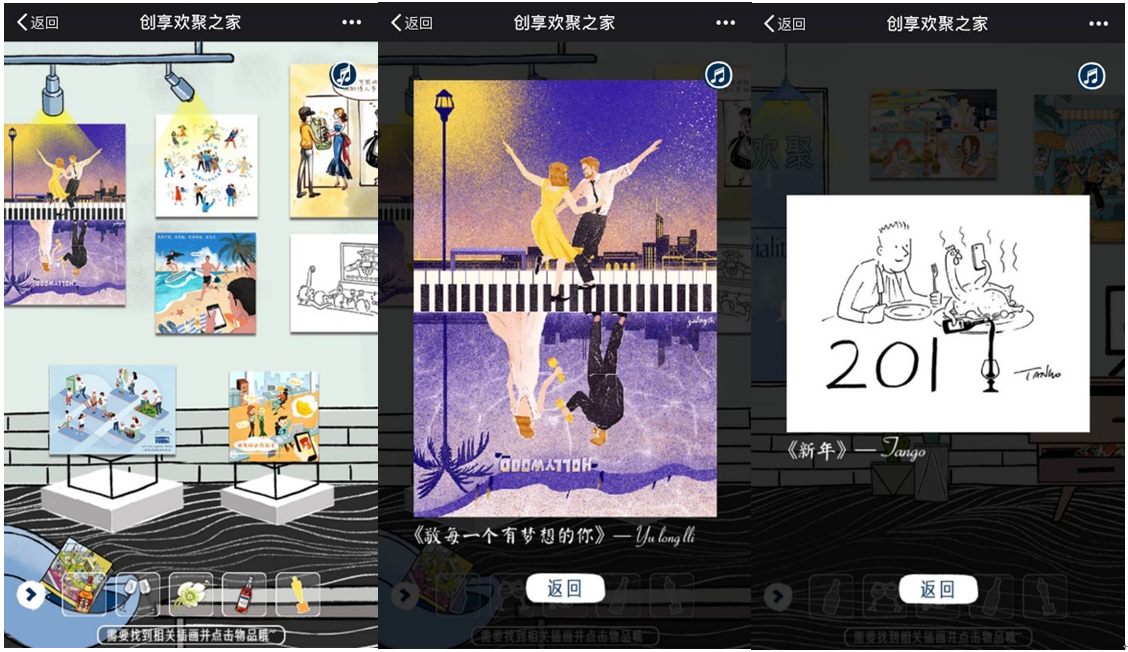 返回
创享欢聚之家
需要找到相关插画并点击物品哦~
返回
创享欢聚之家
HOLLYWOOD
《敬每一个有梦想的你》— Yu long lli
返回
需要找到相关插画并点击物品哦~
返回
创享欢聚之家
欢聚
201
TANGO
《新年》— Tango
返回
需要找到相关插画并点击物品哦~